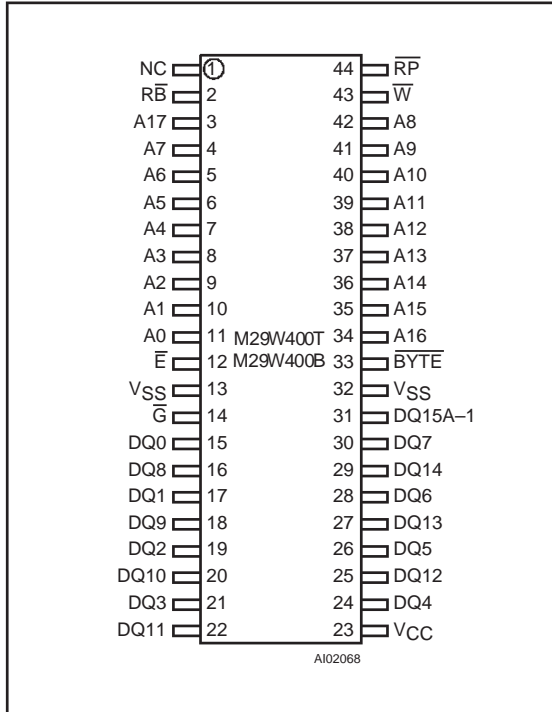 NC 1 44 R̅P̅
RB̅ 2 43 W̅
A17 3 42 A8
A7 4 41 A9
A6 5 40 A10
A5 6 39 A11
A4 7 38 A12
A3 8 37 A13
A2 9 36 A14
A1 10 35 A15
A0 11 M29W400T 34 A16
E̅ 12 M29W400B 33 B̅Y̅T̅E̅
VSS 13 32 VSS
G̅ 14 31 DQ15A–1
DQ0 15 30 DQ7
DQ8 16 29 DQ14
DQ1 17 28 DQ6
DQ9 18 27 DQ13
DQ2 19 26 DQ5
DQ10 20 25 DQ12
DQ3 21 24 DQ4
DQ11 22 23 VCC
AI02068